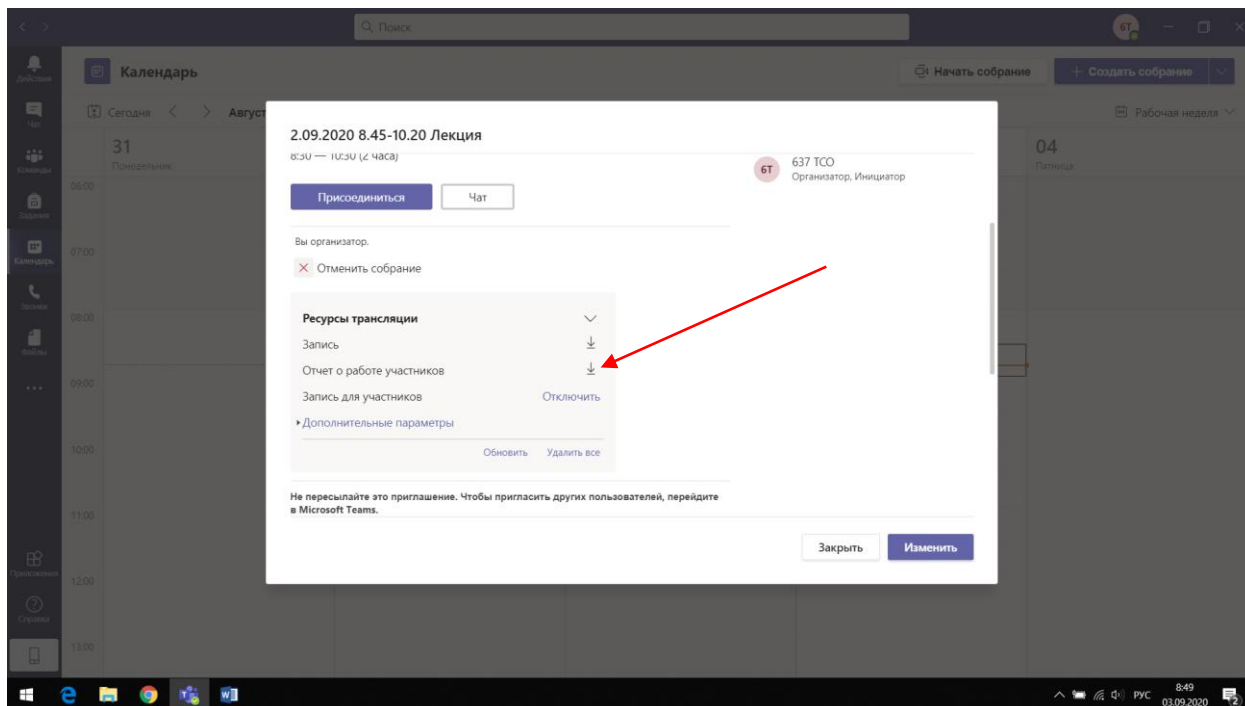 Поиск
6T
Действия
Календарь
Начать собрание
+ Создать собрание
Чат
Сегодня
Август
Рабочая неделя
Команды
31
Понедельник
04
Пятница
Задания
Календарь
Звонки
Файлы
Приложения
Справка
06:00
07:00
08:00
09:00
10:00
11:00
12:00
13:00
2.09.2020 8.45-10.20 Лекция
8:30 — 10:30 (2 часа)
6T
637 ТСО
Организатор, Инициатор
Присоединиться
Чат
Вы организатор.
Отменить собрание
Ресурсы трансляции
Запись
Отчет о работе участников
Запись для участников Отключить
Дополнительные параметры
Обновить Удалить все
Не пересылайте это приглашение. Чтобы пригласить других пользователей, перейдите
в Microsoft Teams.
Закрыть
Изменить
РУС
8:49
03.09.2020
2